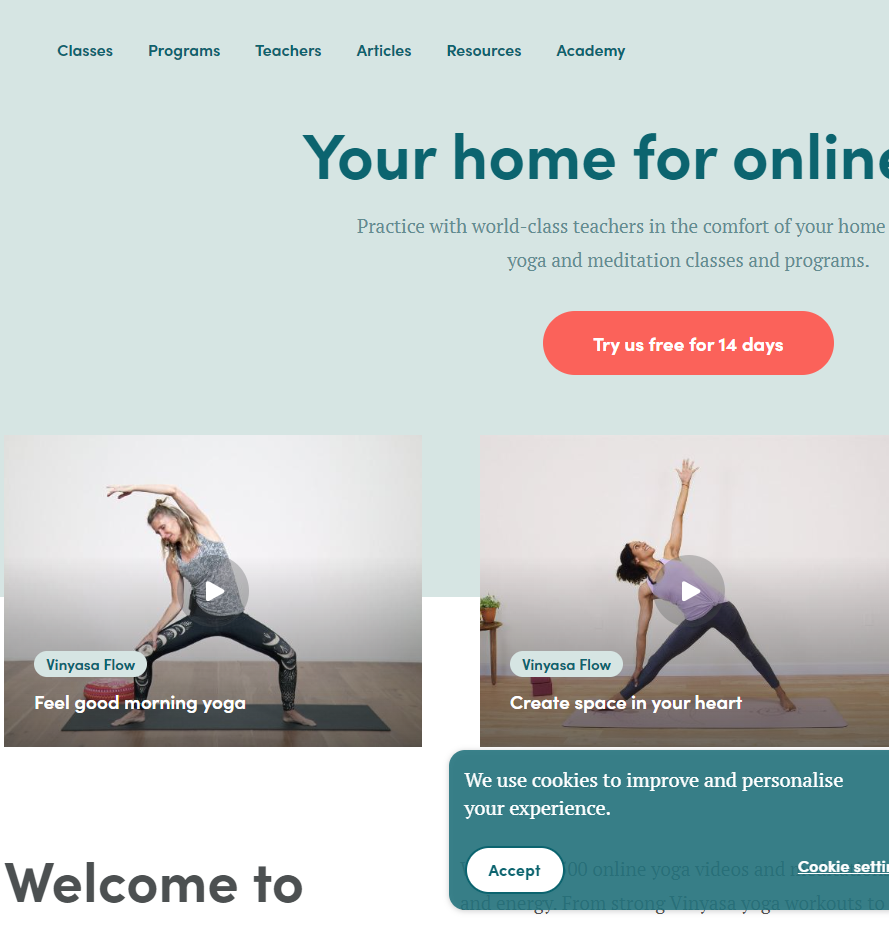 Classes Programs Teachers Articles Resources Academy
Your home for online
Practice with world-class teachers in the comfort of your home
yoga and meditation classes and programs.
Try us free for 14 days
Vinyasa Flow
Feel good morning yoga
Vinyasa Flow
Create space in your heart
We use cookies to improve and personalise
your experience.
Accept
Cookie
Welcome to
00 online yoga videos and
and energy. From strong Vinyasa yoga workouts to